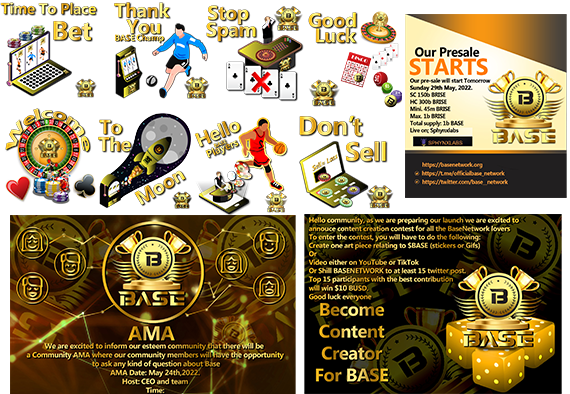 Time To Place
Bet
Thank
You
BASE Champ
Stop
Spam
Good
Luck
BINGO
Welcome
To
The
Moon
Hello
Players
Don't
Sell
Our Presale
STARTS
Our pre-sale will start Tomorrow
Sunday 29th May, 2022.
SC 150b BRISE
HC 300b BRISE
Mini. 45m BRISE
Max. 1b BRISE
Total supply: 1b BASE
Live on; Sphynxlabs
SPHYNXLABS
B
BASE
https://basenetwork.org
https://t.me/officialbase_network
https://twitter.com/base_network
B
BASE
AMA
We are excited to inform our esteem community that there will be
a Community AMA where our community members will have the opportunity
to ask any kind of question about Base
AMA Date: May 24th,2022.
Host: CEO and team
Time:
Hello community, as we are preparing our launch we are excited to
annouce content creation contest for all the BaseNetwork lovers
To enter the contest, you will have to do the following:
Create one art piece relating to $BASE (stickers or Gifs)
Or
Video either on YouTube or TikTok
Or Shill BASENETWORK to at least 15 twitter post.
Top 15 participants with the best contribution
will win $10 BUSD.
Good luck everyone
Become
Content
Creator
For BASE
B
BASE